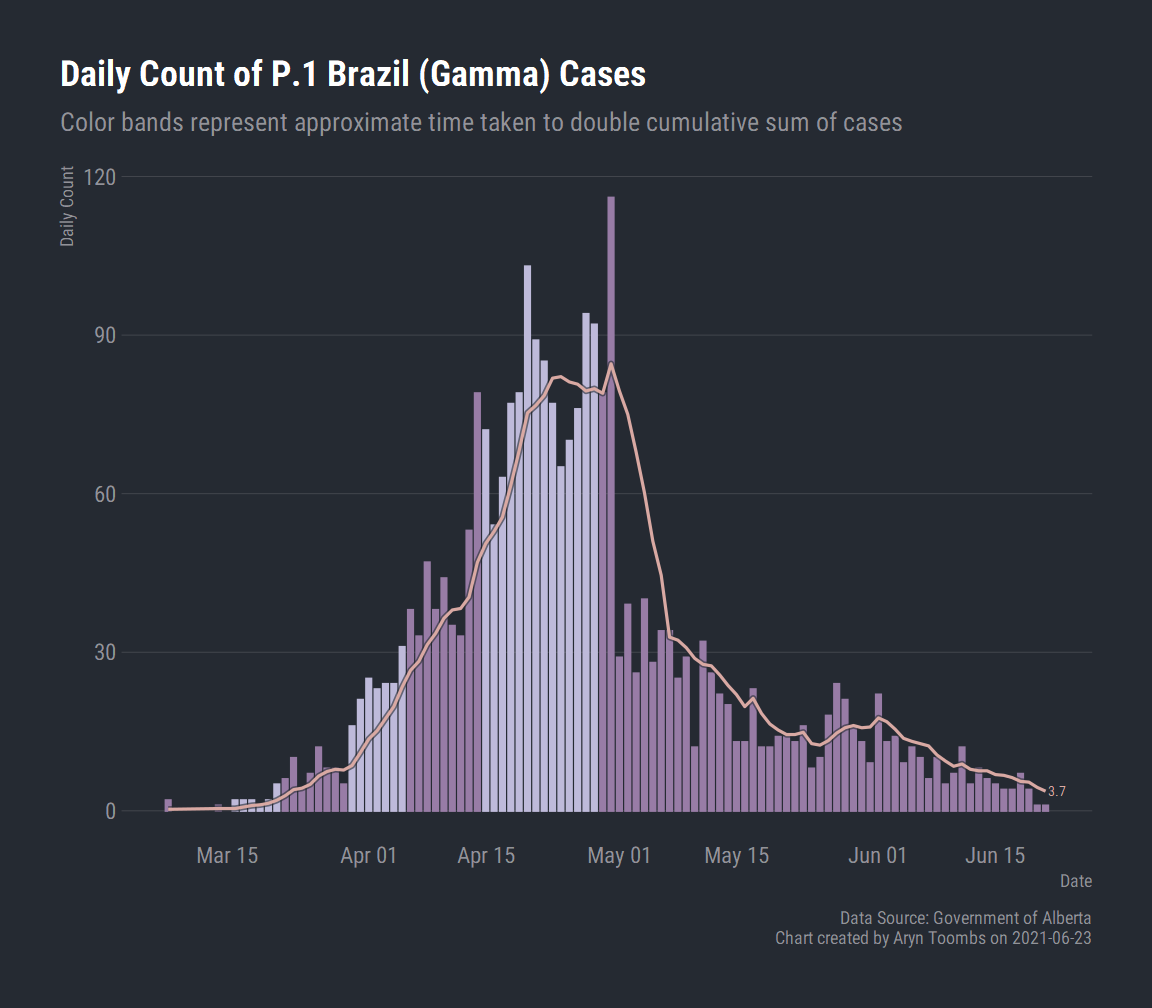 Daily Count of P.1 Brazil (Gamma) Cases
Color bands represent approximate time taken to double cumulative sum of cases
Daily Count
120
90
60
30
0
3.7
Mar 15 Apr 01 Apr 15 May 01 May 15 Jun 01 Jun 15
Date
Data Source: Government of Alberta
Chart created by Aryn Toombs on 2021-06-23